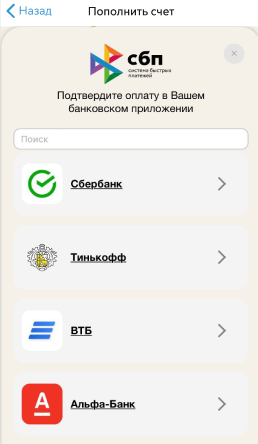 Назад
Пополнить счет
сбп
система быстрых
платежей
Подтвердите оплату в Вашем
банковском приложении
Поиск
Сбербанк
Тинькофф
ВТБ
Альфа-Банк